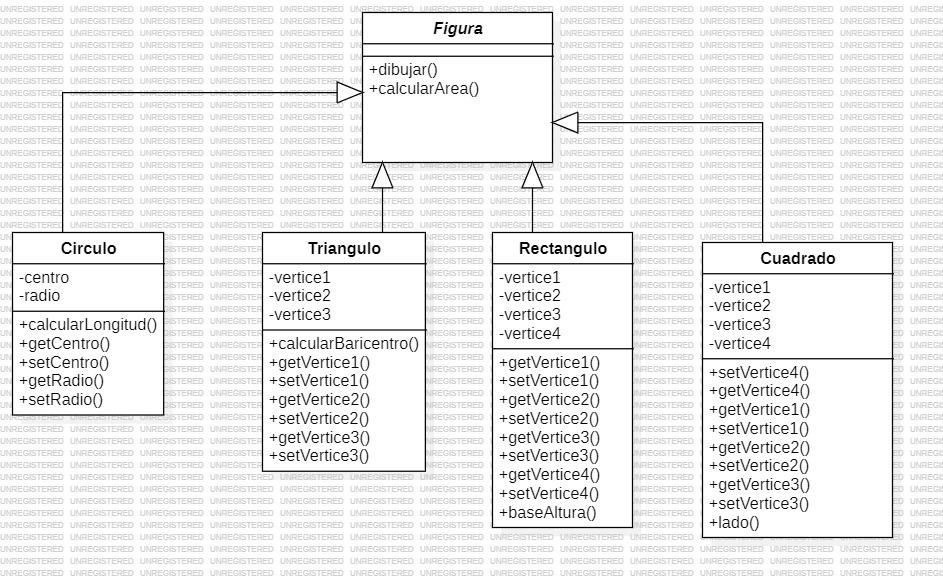 Figura
+dibujar()
+calcularArea()
Circulo
-centro
-radio
+calcularLongitud()
+getCentro()
+setCentro()
+getRadio()
+setRadio()
Triangulo
-vertice1
-vertice2
-vertice3
+calcularBaricentro()
+getVertice1()
+setVertice1()
+getVertice2()
+setVertice2()
+getVertice3()
+setVertice3()
Rectangulo
-vertice1
-vertice2
-vertice3
-vertice4
+getVertice1()
+setVertice1()
+getVertice2()
+setVertice2()
+getVertice3()
+setVertice3()
+getVertice4()
+setVertice4()
+baseAltura()
Cuadrado
-vertice1
-vertice2
-vertice3
-vertice4
+setVertice4()
+getVertice4()
+getVertice1()
+setVertice1()
+getVertice2()
+setVertice2()
+getVertice3()
+setVertice3()
+lado()
UNREGISTERED